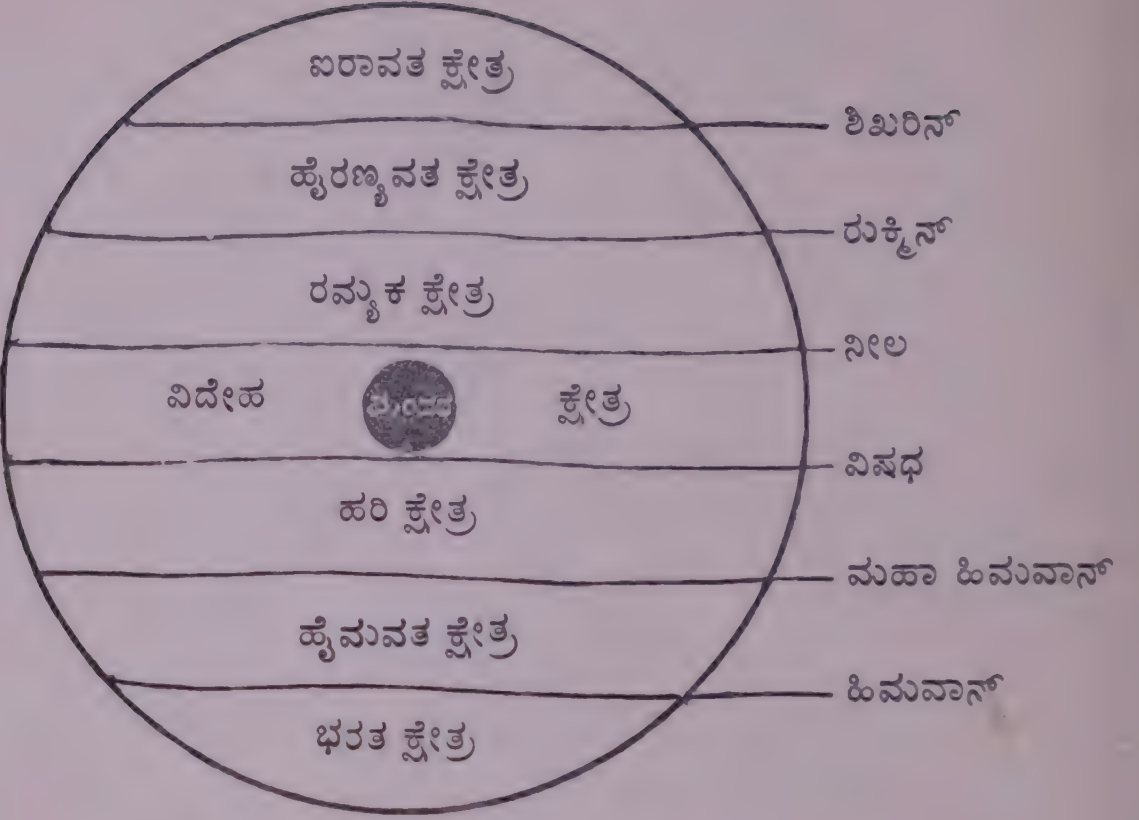 ಐರಾವತ ಕ್ಷೇತ್ರ
ಶಿಖರಿನ್
ಹೈರಣ್ಯವತ ಕ್ಷೇತ್ರ
ರುಕ್ಮಿನ್
ರಮ್ಯಕ ಕ್ಷೇತ್ರ
ನೀಲ
ವಿದೇಹ ಕ್ಷೇತ್ರ
ವಿಷಧ
ಹರಿ ಕ್ಷೇತ್ರ
ಮಹಾ ಹಿಮವಾನ್
ಹೈಮವತ ಕ್ಷೇತ್ರ
ಹಿಮವಾನ್
ಭರತ ಕ್ಷೇತ್ರ